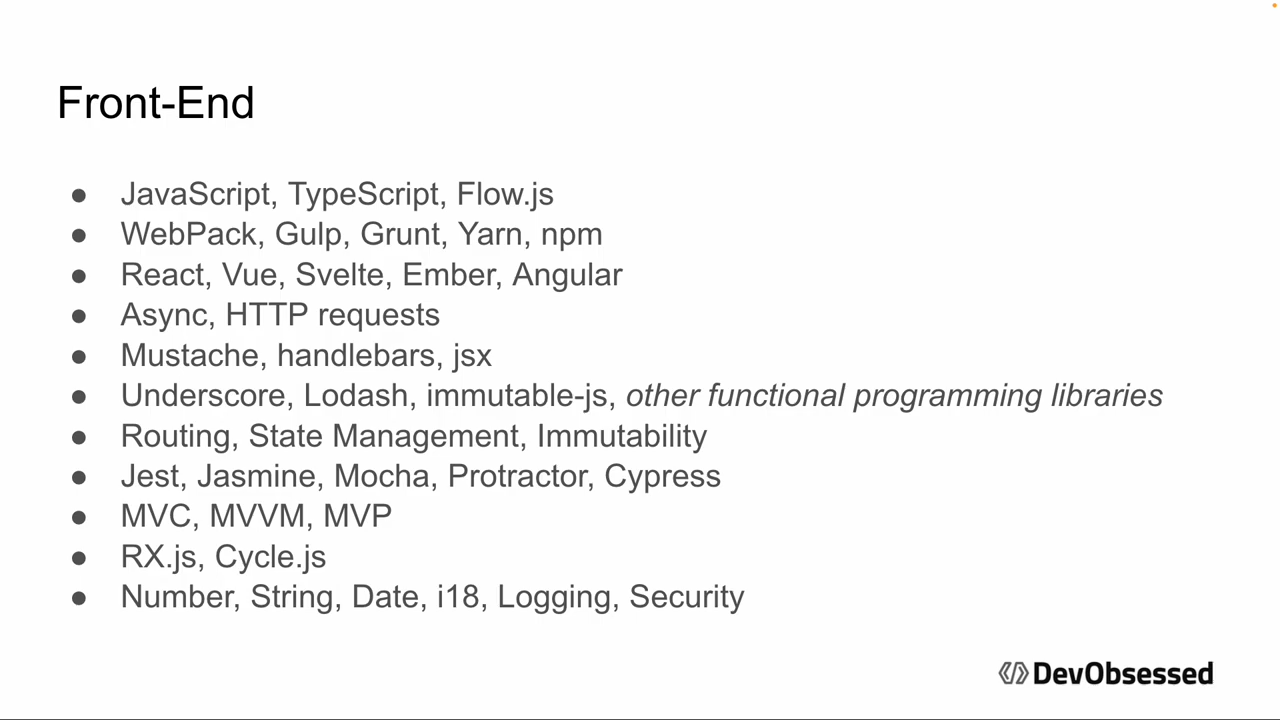 Front-End
● JavaScript, TypeScript, Flow.js
● WebPack, Gulp, Grunt, Yarn, npm
● React, Vue, Svelte, Ember, Angular
● Async, HTTP requests
● Mustache, handlebars, jsx
● Underscore, Lodash, immutable-js, other functional programming libraries
● Routing, State Management, Immutability
● Jest, Jasmine, Mocha, Protractor, Cypress
● MVC, MVVM, MVP
● RX.js, Cycle.js
● Number, String, Date, i18, Logging, Security
</> DevObsessed